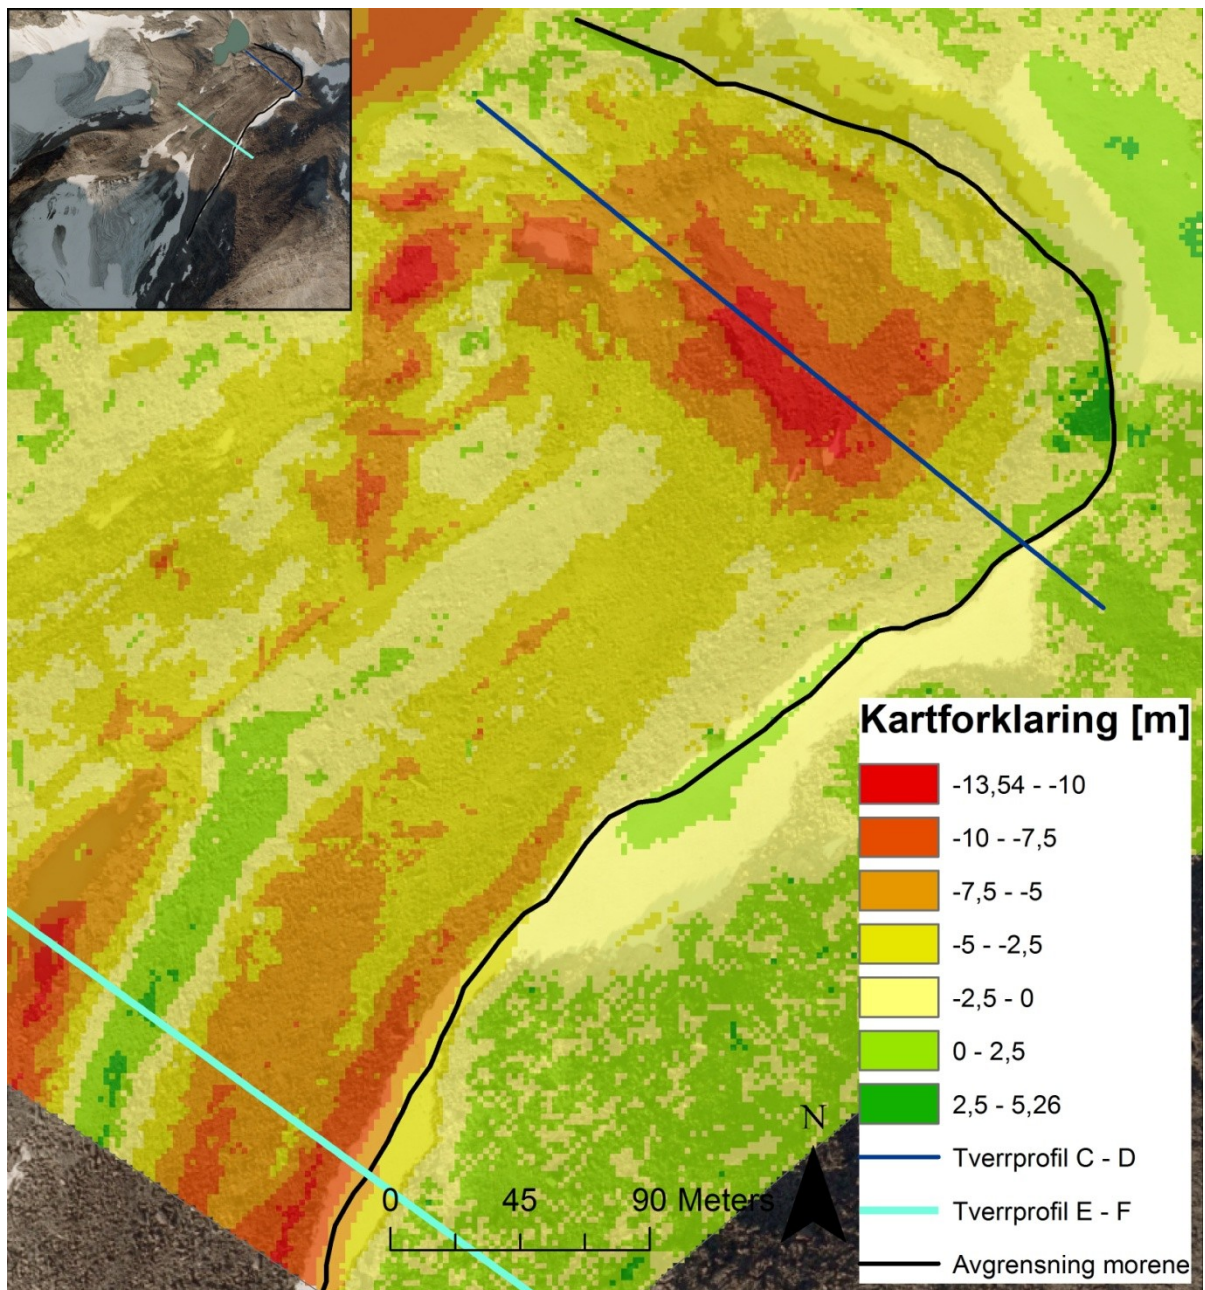 Kartforklaring [m]
-13,54 - -10
-10 - -7,5
-7,5 - -5
-5 - -2,5
-2,5 - 0
0 - 2,5
2,5 - 5,26
Tverrprofil C - D
Tverrprofil E - F
Avgrensning morene
N
0 45 90 Meters